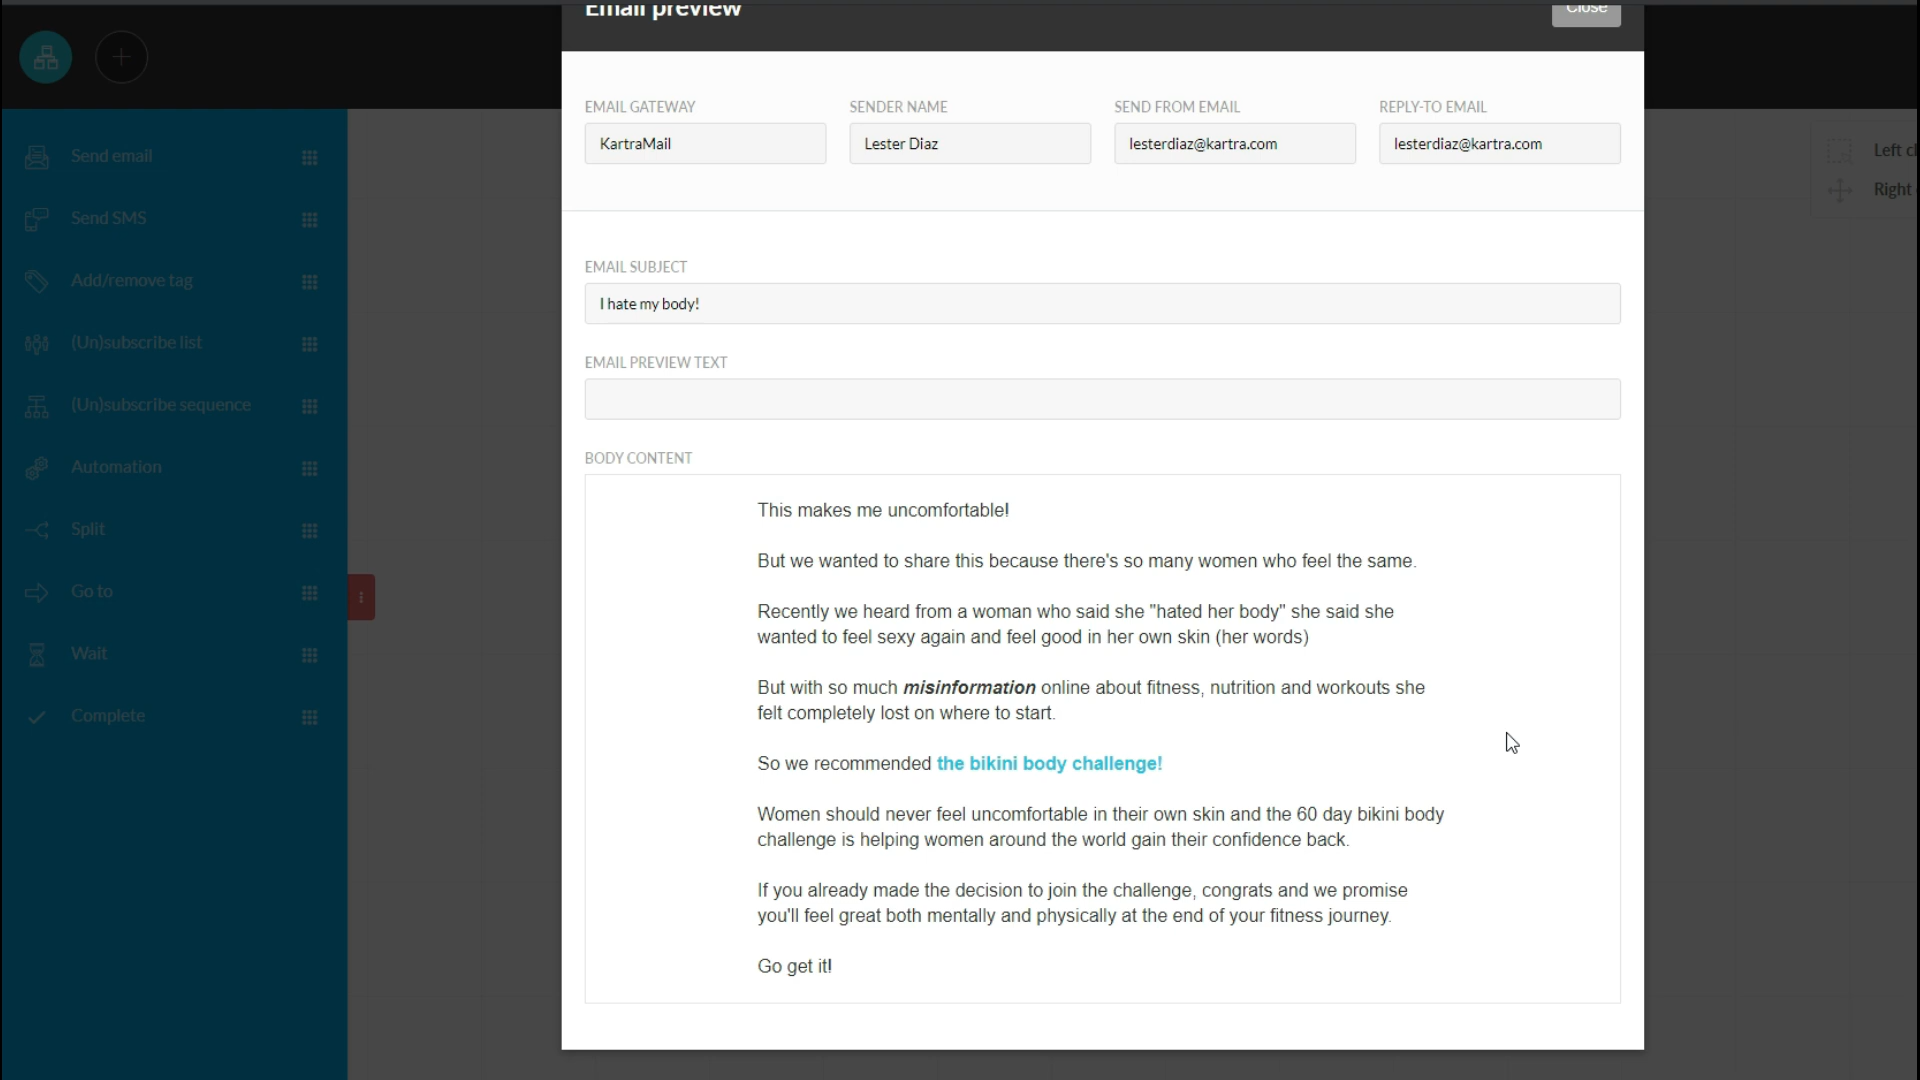 Email preview
Close
EMAIL GATEWAY
SENDER NAME
SEND FROM EMAIL
REPLY-TO EMAIL
KartraMail
Lester Diaz
lesterdiaz@kartra.com
lesterdiaz@kartra.com
Send email
Send SMS
Add/remove tag
(Un)subscribe list
(Un)subscribe sequence
Automation
Split
Go to
Wait
Complete
Left cl
Right
EMAIL SUBJECT
I hate my body!
EMAIL PREVIEW TEXT
BODY CONTENT
This makes me uncomfortable!
But we wanted to share this because there's so many women who feel the same.
Recently we heard from a woman who said she "hated her body" she said she
wanted to feel sexy again and feel good in her own skin (her words)
But with so much misinformation online about fitness, nutrition and workouts she
felt completely lost on where to start.
So we recommended the bikini body challenge!
Women should never feel uncomfortable in their own skin and the 60 day bikini body
challenge is helping women around the world gain their confidence back.
If you already made the decision to join the challenge, congrats and we promise
you'll feel great both mentally and physically at the end of your fitness journey.
Go get it!